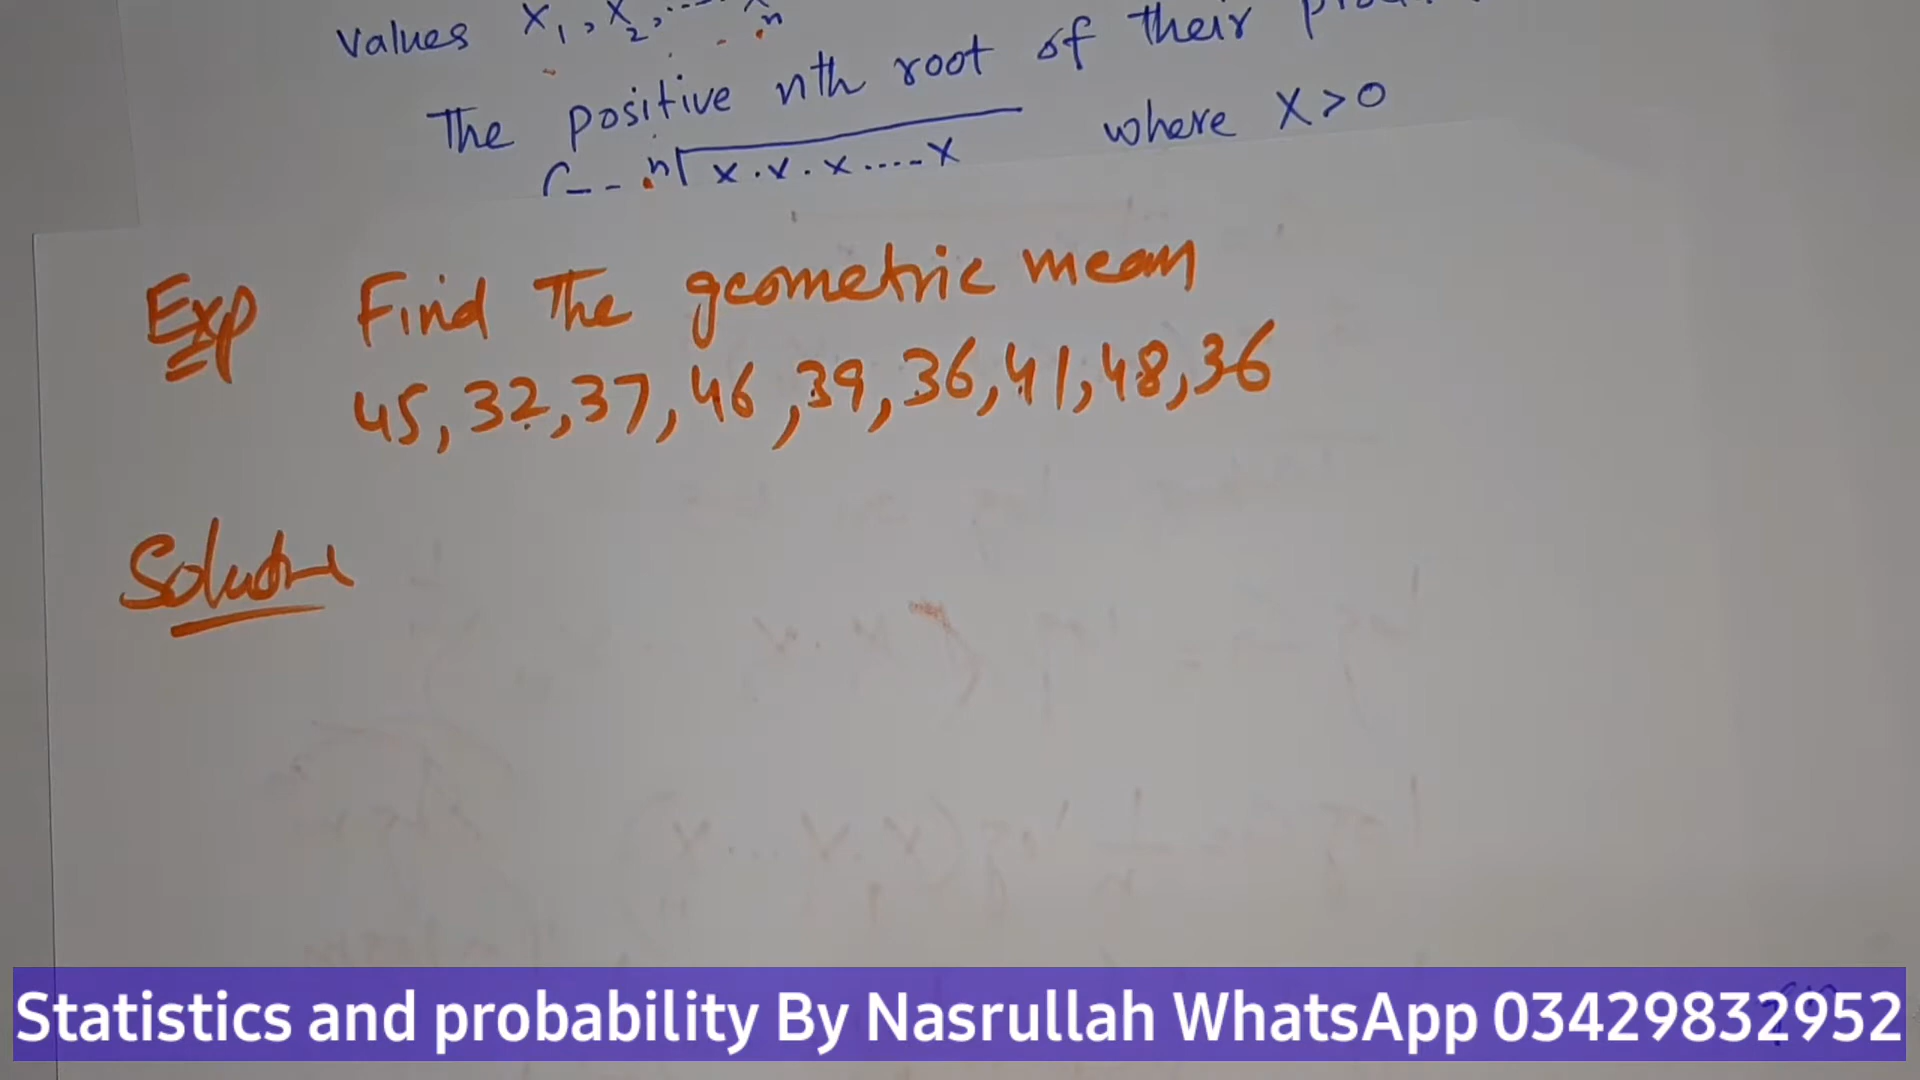 values x₁, x₂, ....
The positive nth root of their
n√x.x.x.....x where x>0
Exp Find The geometric mean
45, 32, 37, 46, 39, 36, 41, 48, 36
Solution
Statistics and probability By Nasrullah WhatsApp 03429832952